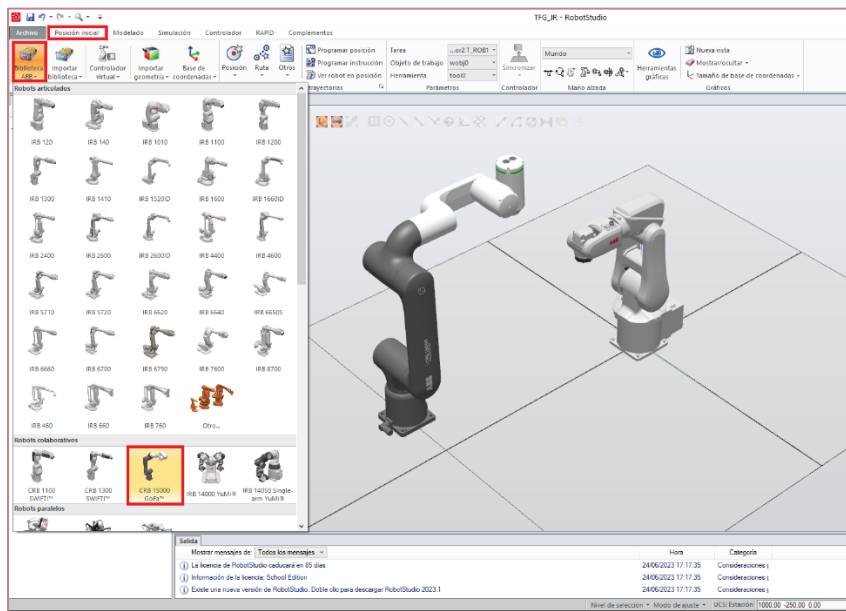 TFG_JR - RobotStudio
Archivo Posición inicial Modelado Simulación Controlador RAPID Complementos
Biblioteca ABB Importar biblioteca Controlador virtual Importar geometría Base de coordenadas Posición Ruta Otros
Programar posición
Programar instrucción
Ver robot en posición
Tarea ...er2 T_ROB1
Objeto de trabajo wobj0
Herramienta tool0
Sincronizar
Mundo
Herramientas gráficas
Nueva vista
Mostrar/ocultar
Tamaño de base de coordenadas
trayectorias Parámetros Controlador Mano alzada Gráficos
Robots articulados
IRB 120 IRB 140 IRB 1010 IRB 1100 IRB 1200
IRB 1300 IRB 1410 IRB 1520ID IRB 1600 IRB 1660ID
IRB 2400 IRB 2600 IRB 2600ID IRB 4400 IRB 4600
IRB 5710 IRB 5720 IRB 6620 IRB 6640 IRB 6650S
IRB 6660 IRB 6700 IRB 6790 IRB 7600 IRB 8700
IRB 460 IRB 660 IRB 760 Otro...
Robots colaborativos
CRB 1100 SWIFTI™ CRB 1300 SWIFTI™ CRB 15000 GoFa™ IRB 14000 YuMi® IRB 14050 Single-arm YuMi®
Robots paralelos
ABB
ABB
Salida
Mostrar mensajes de: Todos los mensajes Hora Categoría
La licencia de RobotStudio caducará en 85 días 24/06/2023 17:17:35 Consideraciones
Información de la licencia: School Edition 24/06/2023 17:17:35 Consideraciones
Existe una nueva versión de RobotStudio. Doble clic para descargar RobotStudio 2023.1 24/06/2023 17:17:35 Consideraciones
Nivel de selección Modo de ajuste UCS: Estación 1000.00 -250.00 0.00